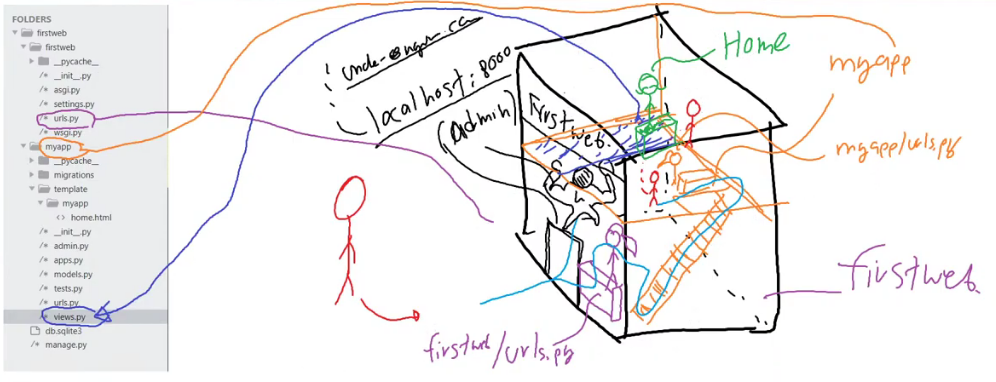 FOLDERS
firstweb
firstweb
__pycache__
/* __init__.py
/* asgi.py
/* settings.py
/* urls.py
/* wsgi.py
myapp
__pycache__
migrations
template
myapp
<> home.html
/* __init__.py
/* admin.py
/* apps.py
/* models.py
/* tests.py
/* urls.py
/* views.py
db.sqlite3
/* manage.py
localhost:8000
(admin)
Firstweb.
Home
myapp
myapp/urls.py
firstweb.
firstweb/urls.py